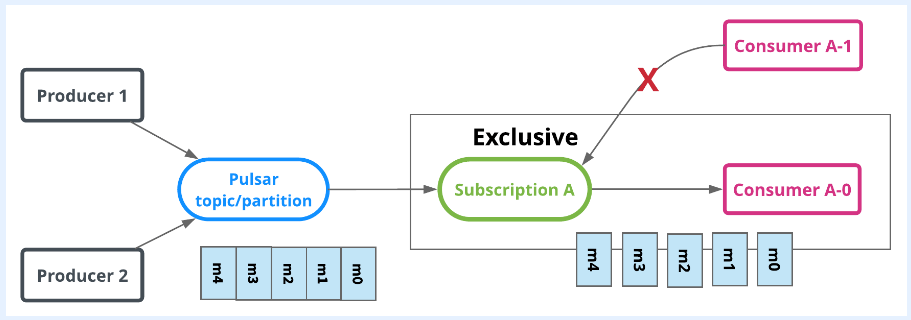 Consumer A-1
X
Producer 1
Exclusive
Pulsar
topic/partition
Subscription A
Consumer A-0
Producer 2
m4
m3
m2
m1
m0
m4
m3
m2
m1
m0